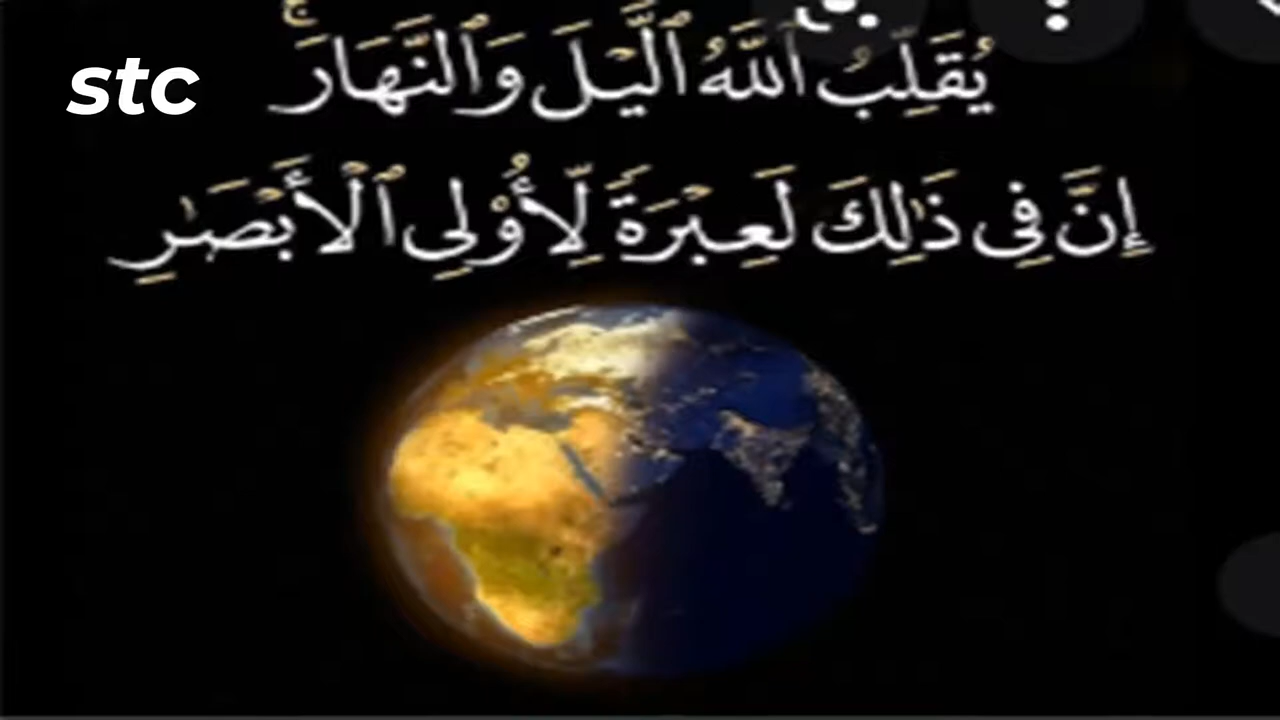 stc
يُقَلِّبُ ٱللَّهُ ٱلَّيْلَ وَٱلنَّهَارَۚ
إِنَّ فِى ذَٰلِكَ لَعِبْرَةً لِّأُو۟لِى ٱلْأَبْصَٰرِ